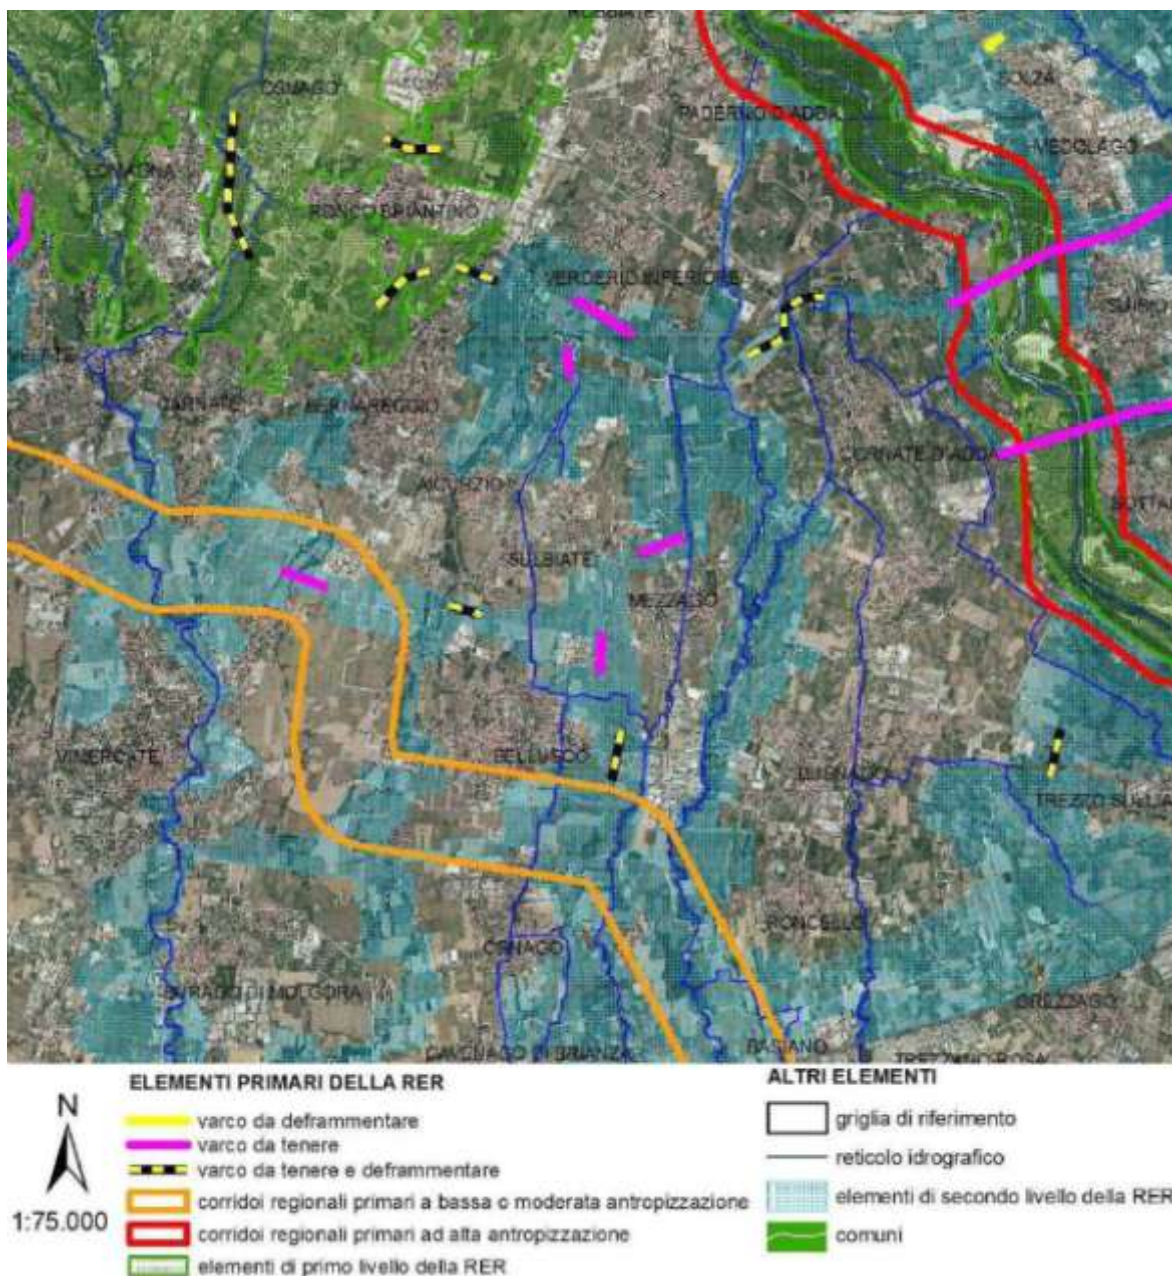 OSNAGO
SOLZA
PADERNO D'ADDA
MEDOLAGO
LOMAGNA
RONCO BRIANTINO
VERDERIO INFERIORE
SUISIO
CARNATE
BERNAREGGIO
CORNATE D'ADDA
AICURZIO
BOTTA
SULBIATE
MEZZAGO
VIMERCATE
BELLUSCO
BUSNAGO
TREZZO SULL'A
RONCELLO
ORNAGO
BURAGO DI MOLGORA
GREZZAGO
CAVENAGO DI BRIANZA
BASIANO
TREZZANO ROSA
ELEMENTI PRIMARI DELLA RER
varco da deframmentare
varco da tenere
varco da tenere e deframmentare
corridoi regionali primari a bassa o moderata antropizzazione
corridoi regionali primari ad alta antropizzazione
elementi di primo livello della RER
N
1:75.000
ALTRI ELEMENTI
griglia di riferimento
reticolo idrografico
elementi di secondo livello della RER
comuni